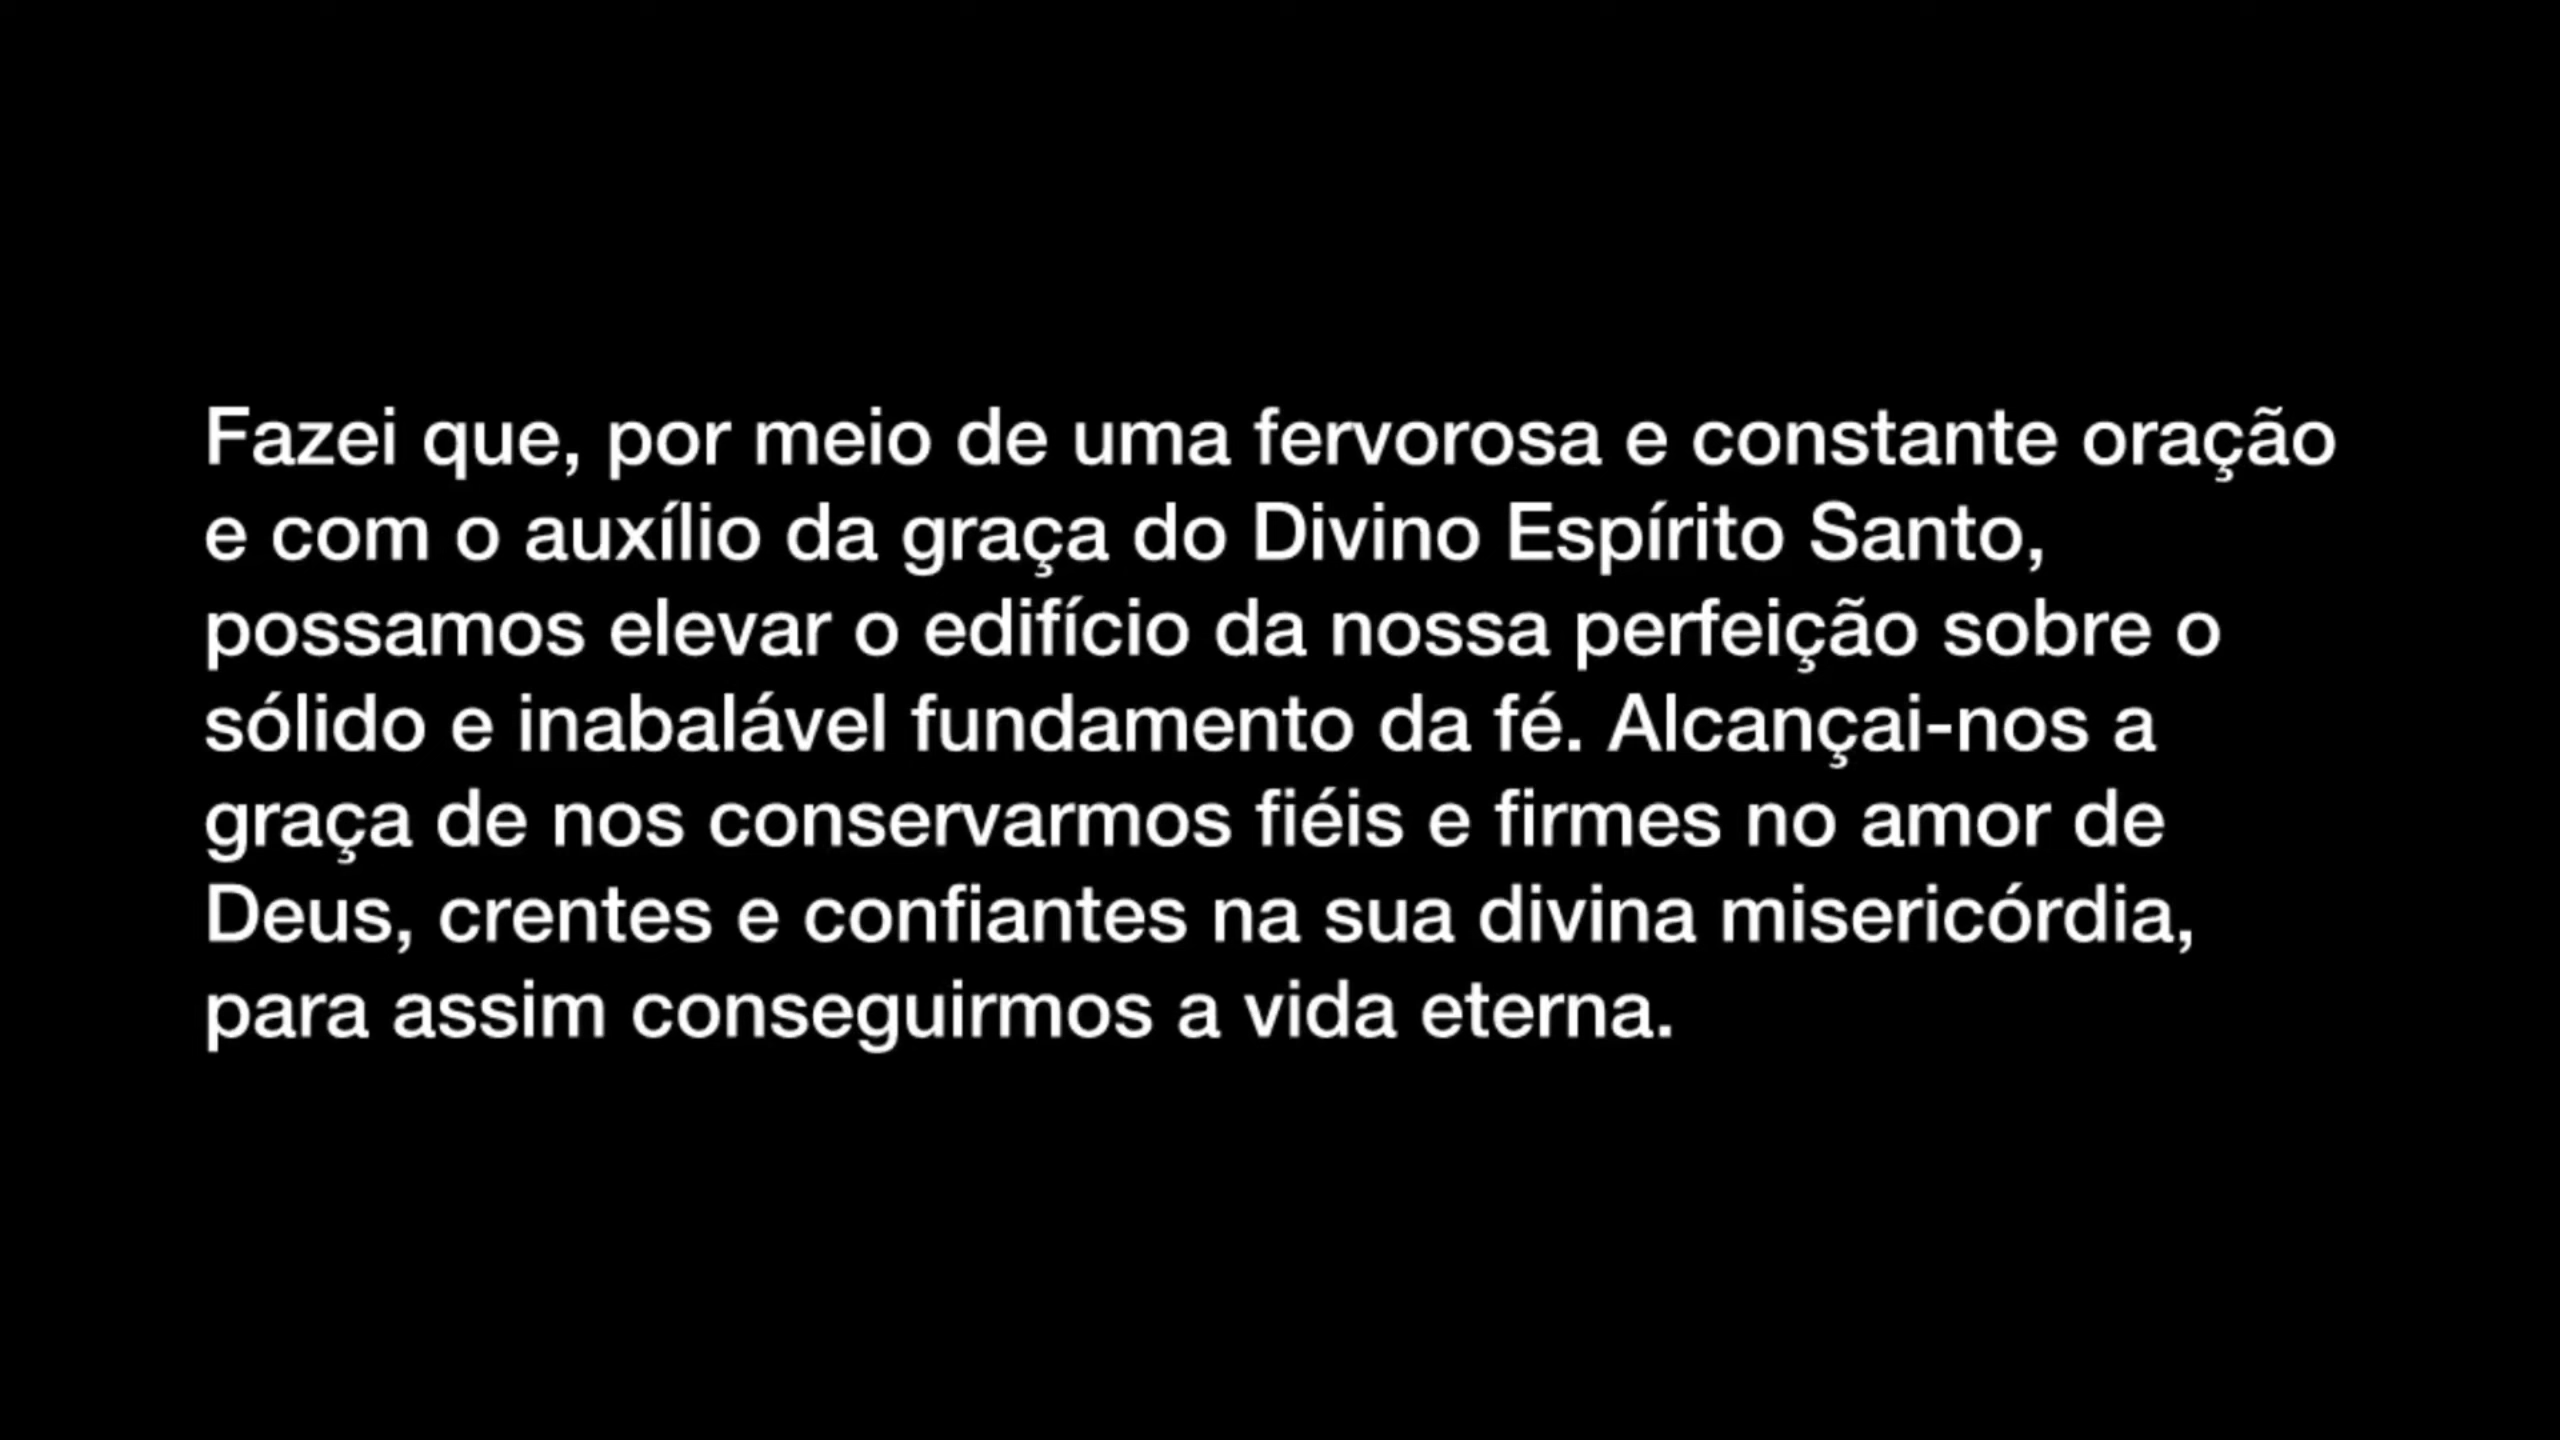 Fazei que, por meio de uma fervorosa e constante oração
e com o auxílio da graça do Divino Espírito Santo,
possamos elevar o edifício da nossa perfeição sobre o
sólido e inabalável fundamento da fé. Alcançai-nos a
graça de nos conservarmos fiéis e firmes no amor de
Deus, crentes e confiantes na sua divina misericórdia,
para assim conseguirmos a vida eterna.